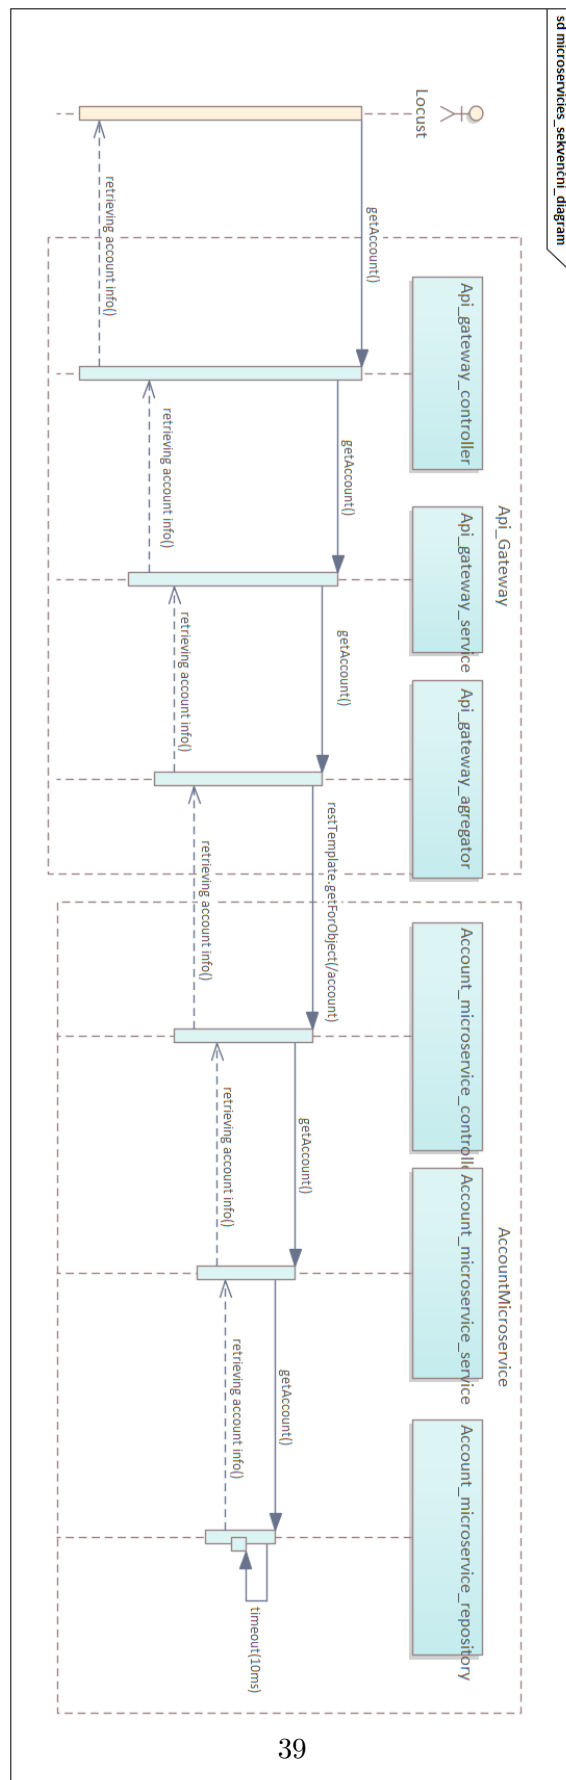 sd microservicies_sekvenční_diagram
Locust
Api_Gateway
Api_gateway_controller
Api_gateway_service
Api_gateway_agregator
AccountMicroservice
Account_microservice_controlle
Account_microservice_service
Account_microservice_repository
getAccount()
getAccount()
getAccount()
restTemplate.getForObject(/account)
getAccount()
getAccount()
timeout(10ms)
retrieving account info()
retrieving account info()
retrieving account info()
retrieving account info()
retrieving account info()
retrieving account info()
39